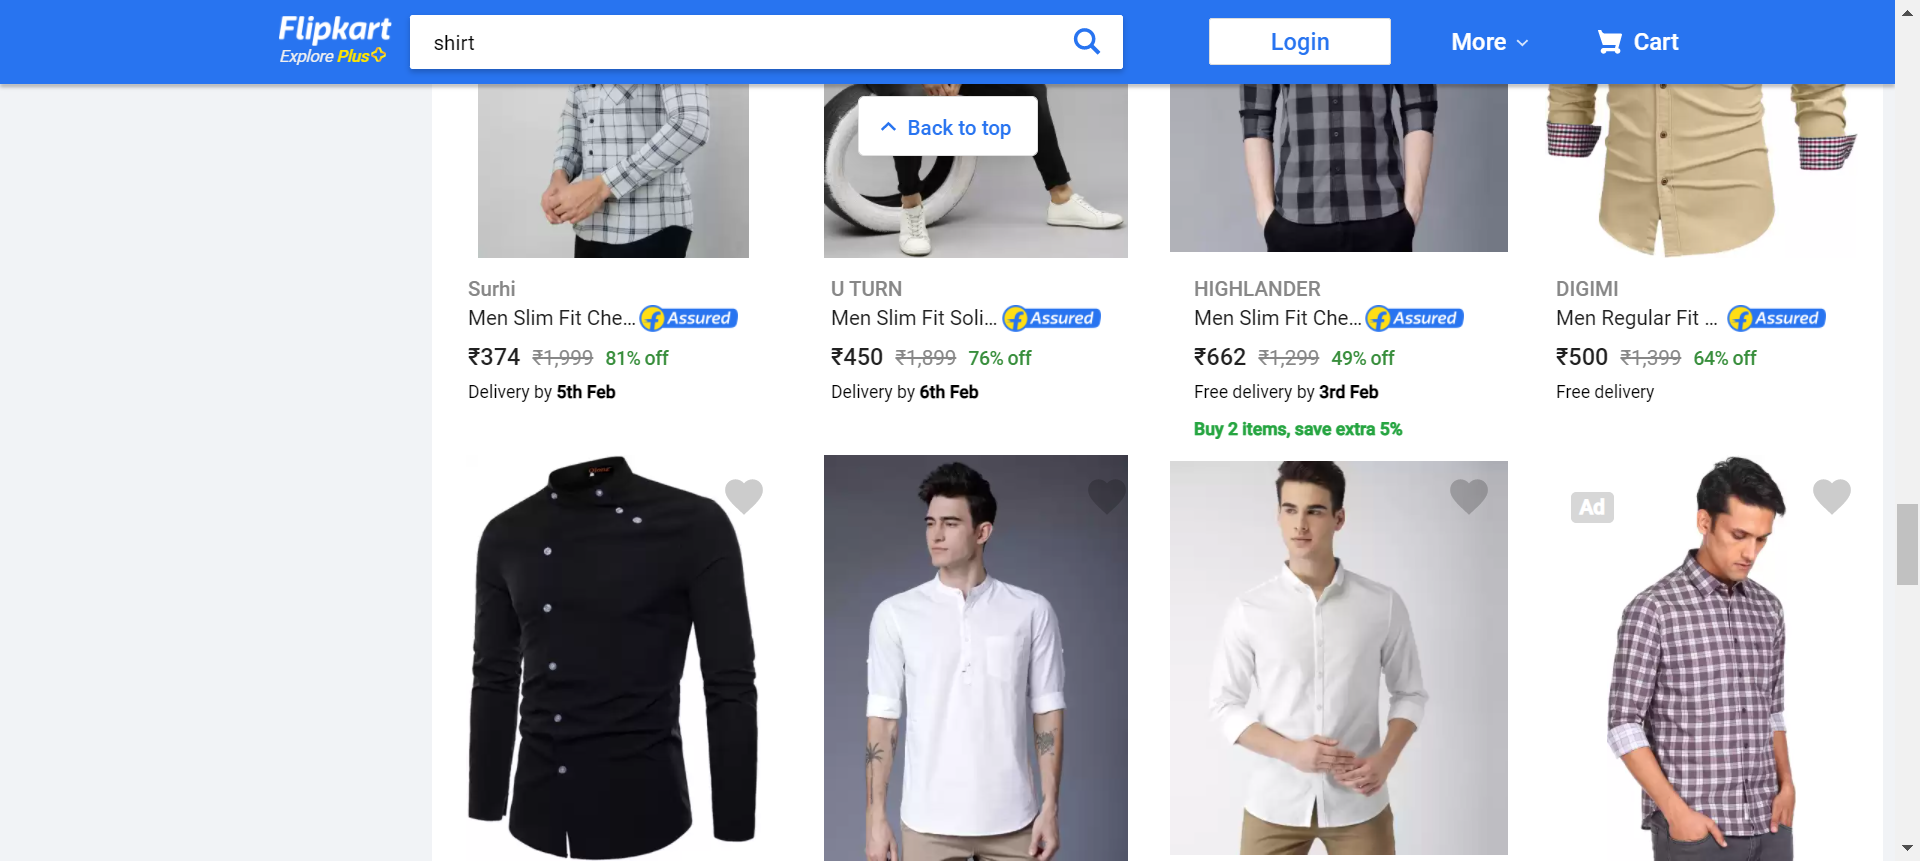 Flipkart
Explore Plus
shirt
Login
More
Cart
Back to top
Surhi
Men Slim Fit Che... Assured
₹374 ₹1,999 81% off
Delivery by 5th Feb
U TURN
Men Slim Fit Soli... Assured
₹450 ₹1,899 76% off
Delivery by 6th Feb
HIGHLANDER
Men Slim Fit Che... Assured
₹662 ₹1,299 49% off
Free delivery by 3rd Feb
Buy 2 items, save extra 5%
DIGIMI
Men Regular Fit ... Assured
₹500 ₹1,399 64% off
Free delivery
Ad